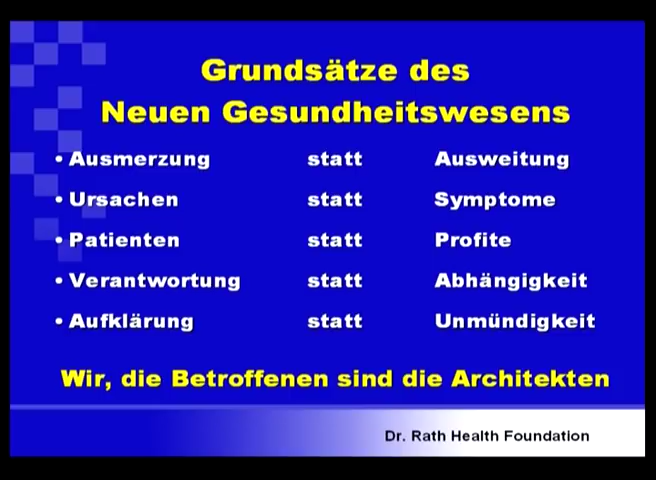 Grundsätze des
Neuen Gesundheitswesens
• Ausmerzung statt Ausweitung
• Ursachen statt Symptome
• Patienten statt Profite
• Verantwortung statt Abhängigkeit
• Aufklärung statt Unmündigkeit
Wir, die Betroffenen sind die Architekten
Dr. Rath Health Foundation